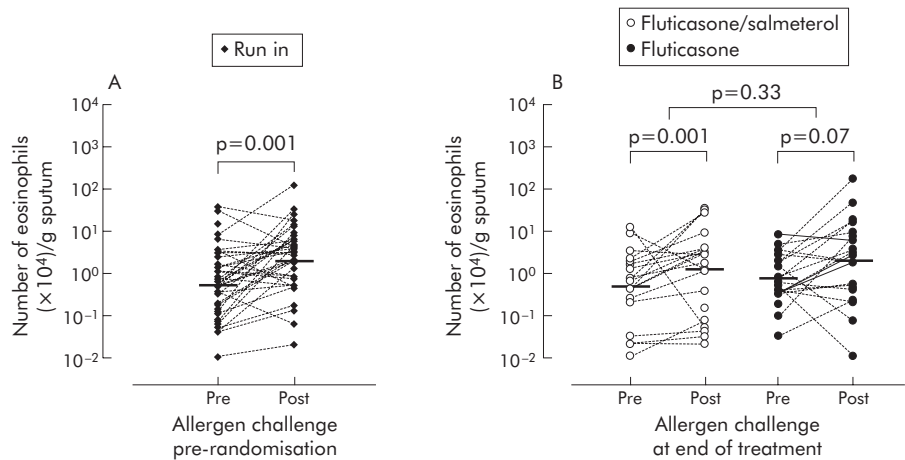 ◆ Run in
A
Number of eosinophils
(×10⁴)/g sputum
10⁴
10³
10²
10¹
10⁰
10⁻¹
10⁻²
p=0.001
Pre
Post
Allergen challenge
pre-randomisation
○ Fluticasone/salmeterol
● Fluticasone
B
Number of eosinophils
(×10⁴)/g sputum
10⁴
10³
10²
10¹
10⁰
10⁻¹
10⁻²
p=0.33
p=0.001
p=0.07
Pre
Post
Pre
Post
Allergen challenge
at end of treatment